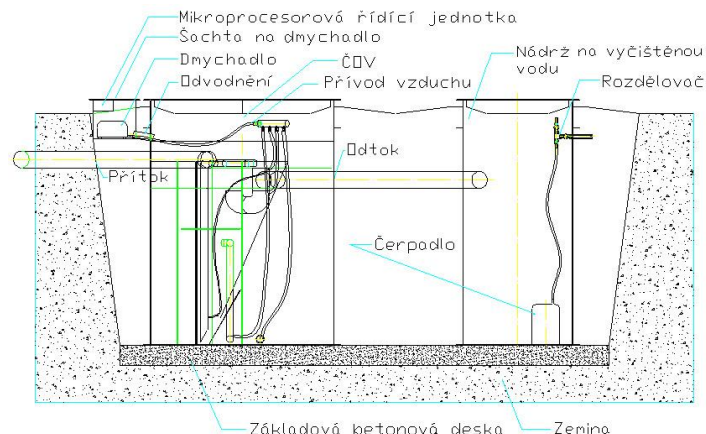 Mikroprocesorová řídící jednotka
Šachta na dmychadlo
Dmychadlo
Odvodnění
ČOV
Přívod vzduchu
Nádrž na vyčištěnou
vodu
Rozdělovač
Odtok
Přítok
Čerpadlo
Základová betonová deska
Zemina